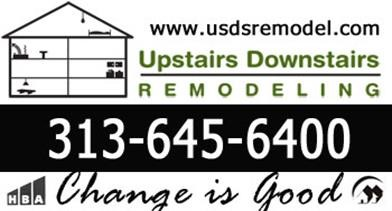 www.usdsremodel.com
Upstairs Downstairs
REMODELING
313-645-6400
HBA Change is Good